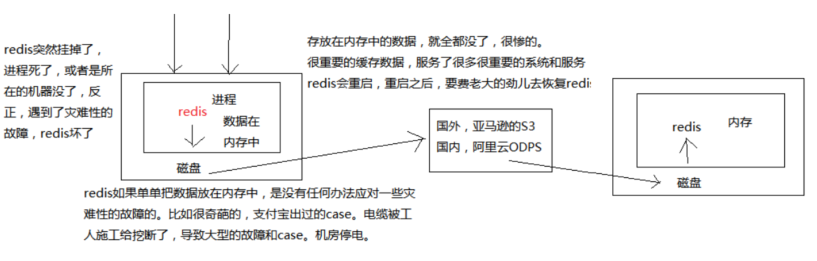 redis突然挂掉了，
进程死了，或者是所
在的机器没了，反
正，遇到了灾难性的
故障，redis坏了
进程
redis
数据在
内存中
磁盘
存放在内存中的数据，就全都没了，很惨的。
很重要的缓存数据，服务了很多很重要的系统和服务
redis会重启，重启之后，要费老大的劲儿去恢复redis
国外，亚马逊的S3
国内，阿里云ODPS
redis
内存
磁盘
redis如果单单把数据放在内存中，是没有任何办法应对一些灾
难性的故障的。比如很奇葩的，支付宝出过的case。电缆被工
人施工给挖断了，导致大型的故障和case。机房停电。